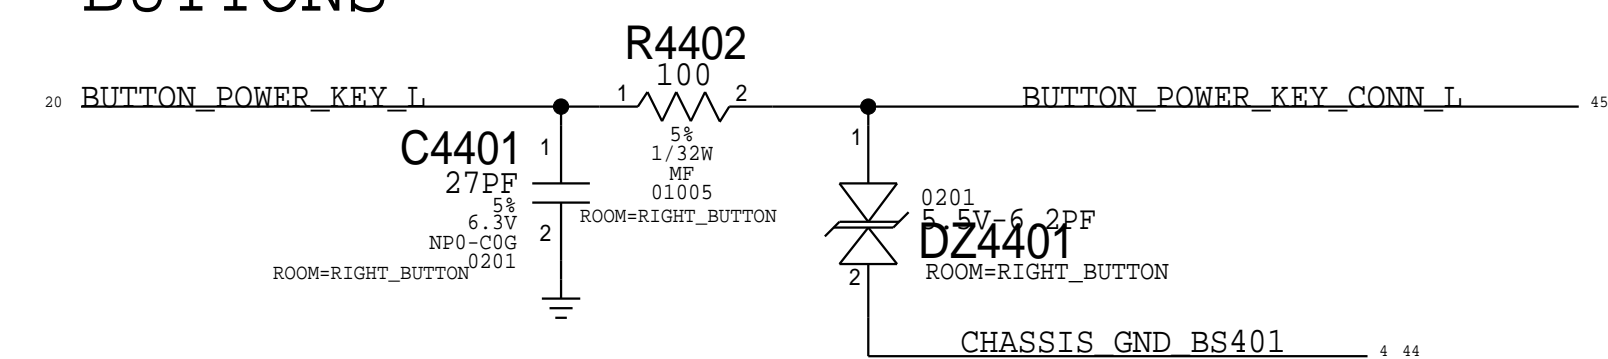 BUTTONS
R4402
100
1 2
20 BUTTON_POWER_KEY_L
BUTTON_POWER_KEY_CONN_L 45
5%
1/32W
MF
01005
ROOM=RIGHT_BUTTON
C4401 1
27PF
5%
6.3V
NP0-C0G 2
0201
ROOM=RIGHT_BUTTON
1
0201
5.5V-6.2PF
DZ4401
ROOM=RIGHT_BUTTON
2
CHASSIS_GND_BS401 4 44